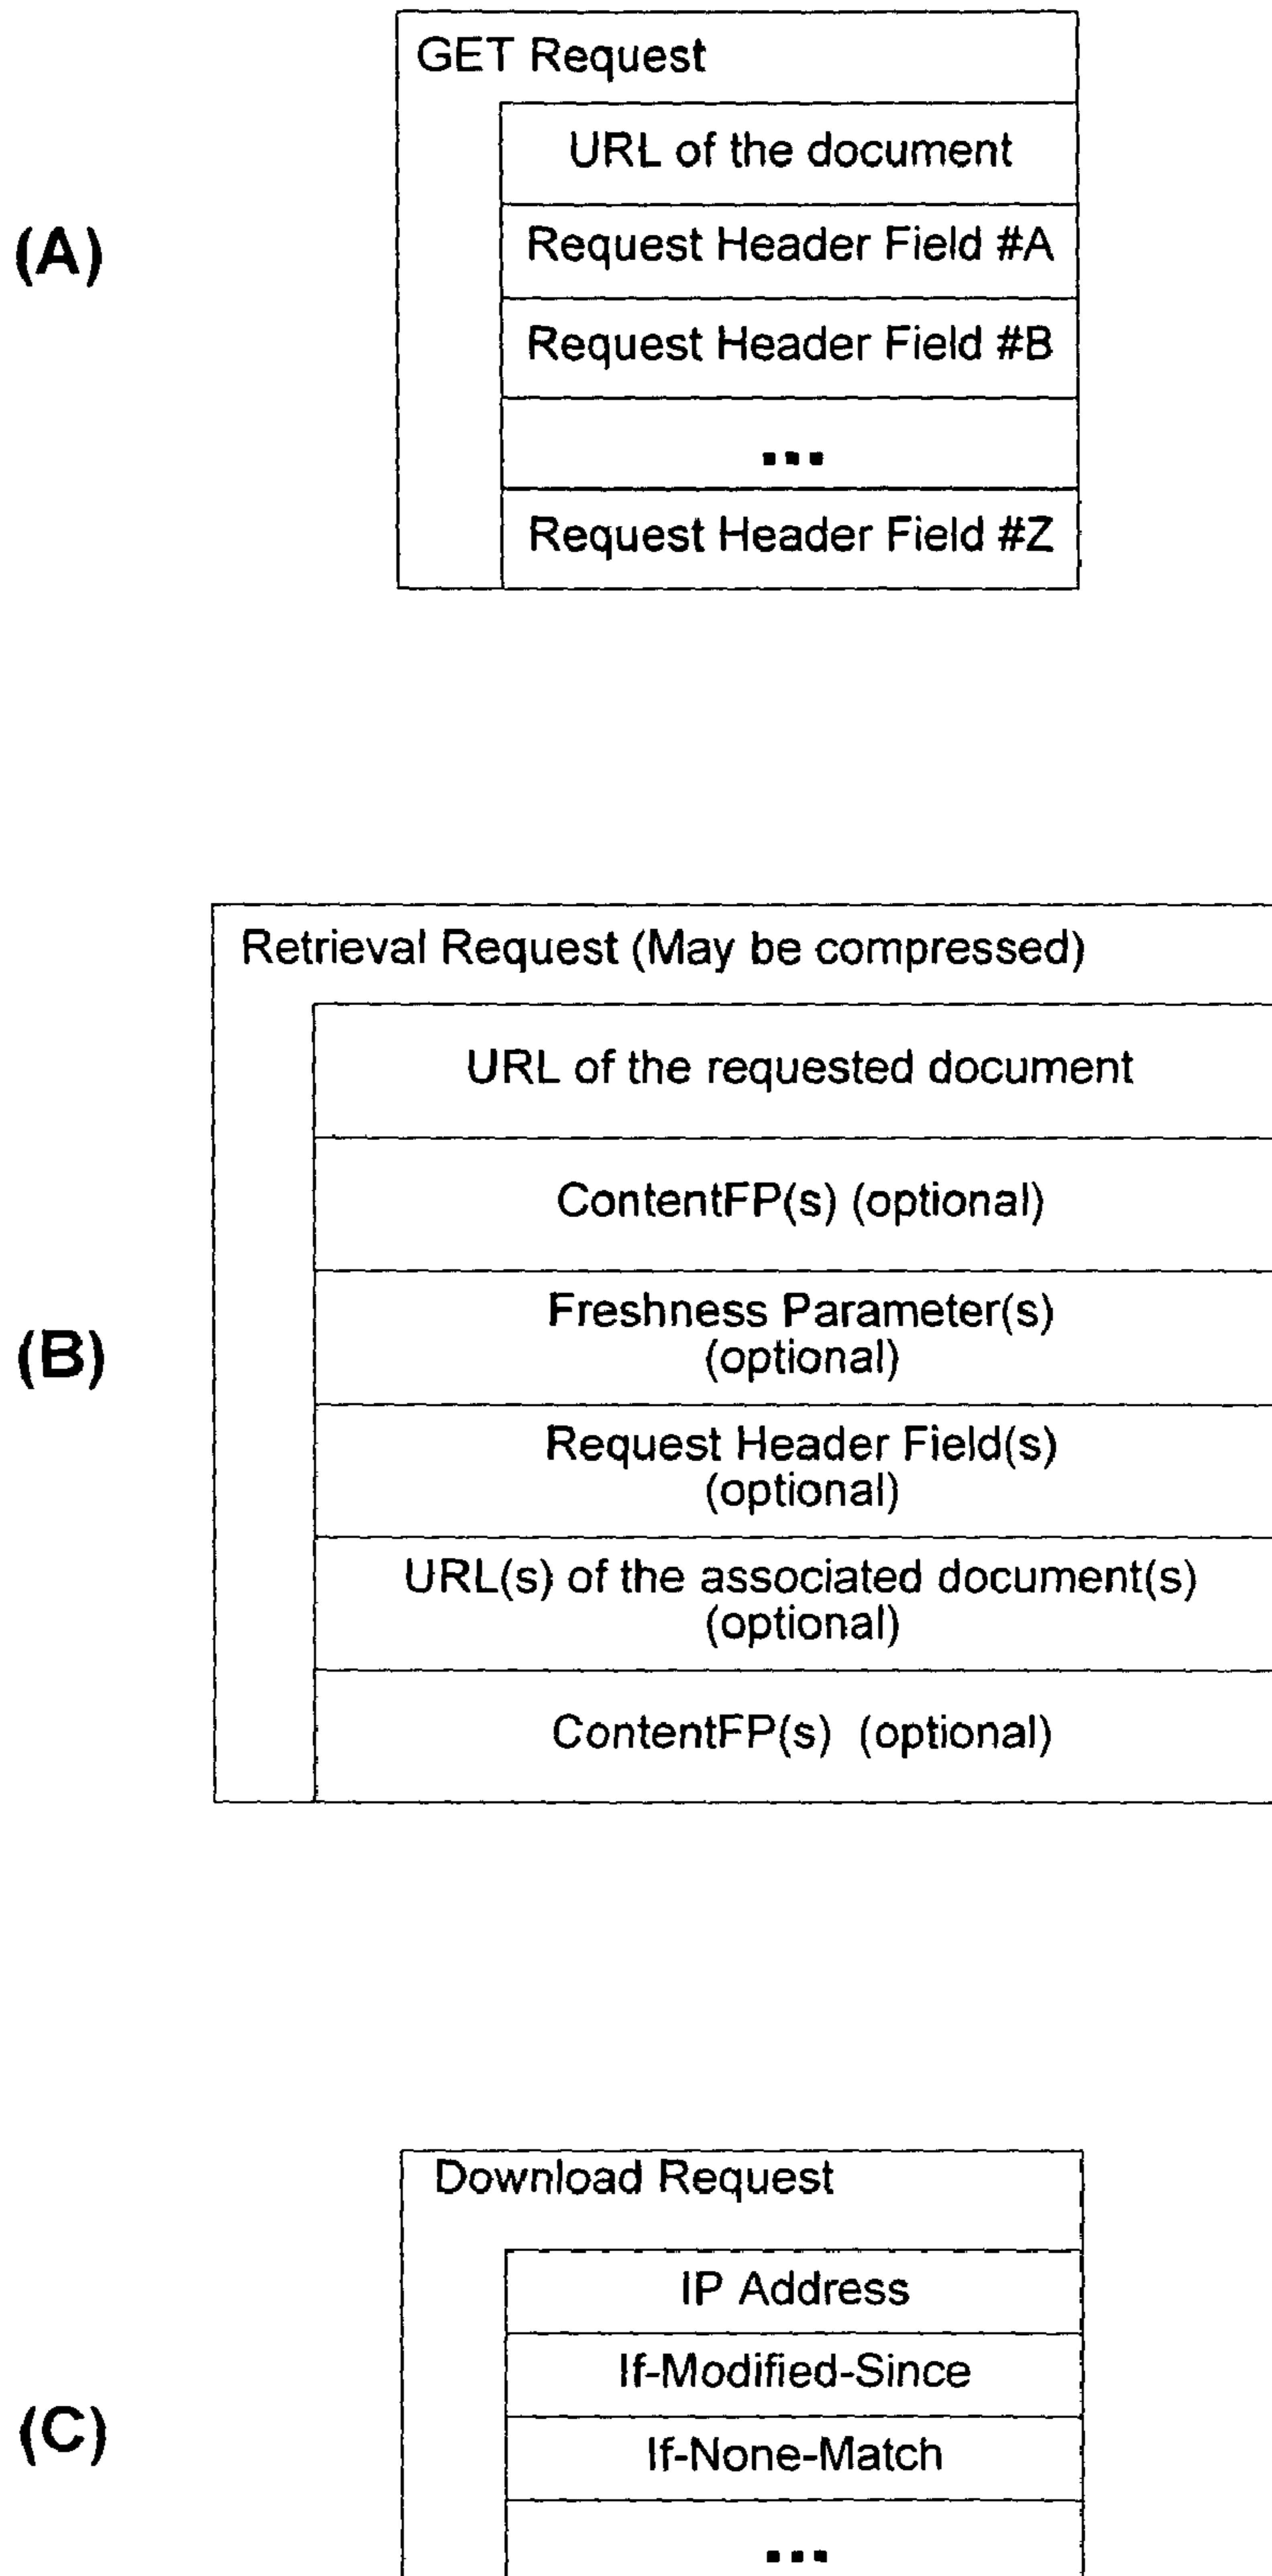 (A)
GET Request
URL of the document
Request Header Field #A
Request Header Field #B
...
Request Header Field #Z
(B)
Retrieval Request (May be compressed)
URL of the requested document
ContentFP(s) (optional)
Freshness Parameter(s)
(optional)
Request Header Field(s)
(optional)
URL(s) of the associated document(s)
(optional)
ContentFP(s) (optional)
(C)
Download Request
IP Address
If-Modified-Since
If-None-Match
...